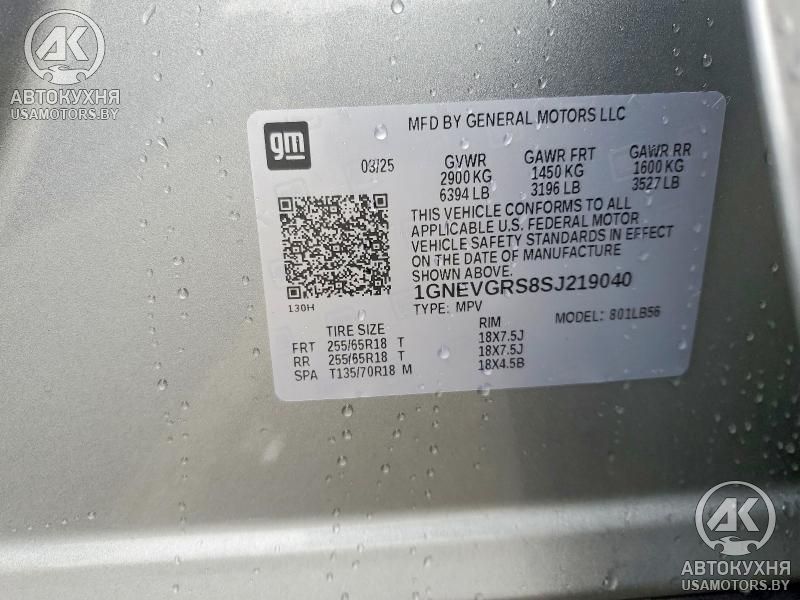 AK
АВТОКУХНЯ
USAMOTORS.BY
gm
MFD BY GENERAL MOTORS LLC
03/25
GVWR
2900 KG
6394 LB
GAWR FRT
1450 KG
3196 LB
GAWR RR
1600 KG
3527 LB
THIS VEHICLE CONFORMS TO ALL
APPLICABLE U.S. FEDERAL MOTOR
VEHICLE SAFETY STANDARDS IN EFFECT
ON THE DATE OF MANUFACTURE
SHOWN ABOVE.
130H
1GNEVGRS8SJ219040
TYPE: MPV
MODEL: 801LB56
TIRE SIZE
RIM
FRT 255/65R18 T 18X7.5J
RR 255/65R18 T 18X7.5J
SPA T135/70R18 M 18X4.5B
AK
АВТОКУХНЯ
USAMOTORS.BY